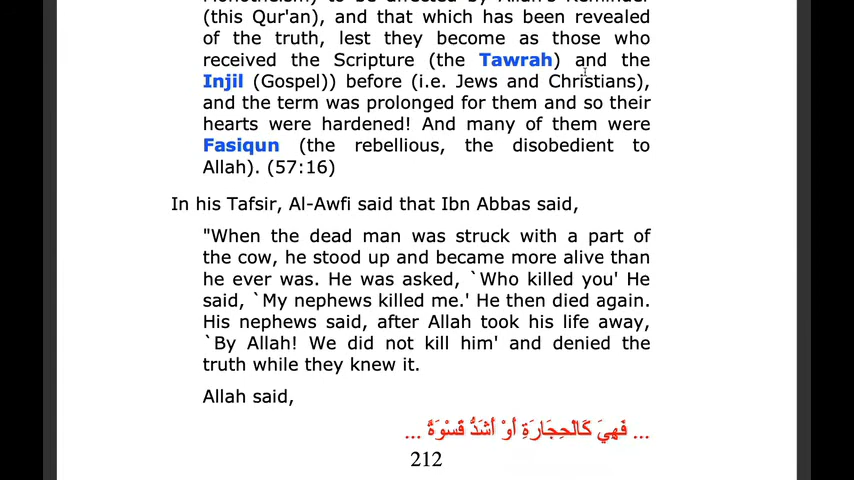 Monotheism) to be affected by Allah's Reminder
(this Qur'an), and that which has been revealed
of the truth, lest they become as those who
received the Scripture (the Tawrah) and the
Injil (Gospel)) before (i.e. Jews and Christians),
and the term was prolonged for them and so their
hearts were hardened! And many of them were
Fasiqun (the rebellious, the disobedient to
Allah). (57:16)
In his Tafsir, Al-Awfi said that Ibn Abbas said,
"When the dead man was struck with a part of
the cow, he stood up and became more alive than
he ever was. He was asked, `Who killed you' He
said, `My nephews killed me.' He then died again.
His nephews said, after Allah took his life away,
`By Allah! We did not kill him' and denied the
truth while they knew it.
Allah said,
... فَهِيَ كَالْحِجَارَةِ أَوْ أَشَدُّ قَسْوَةً ...
212